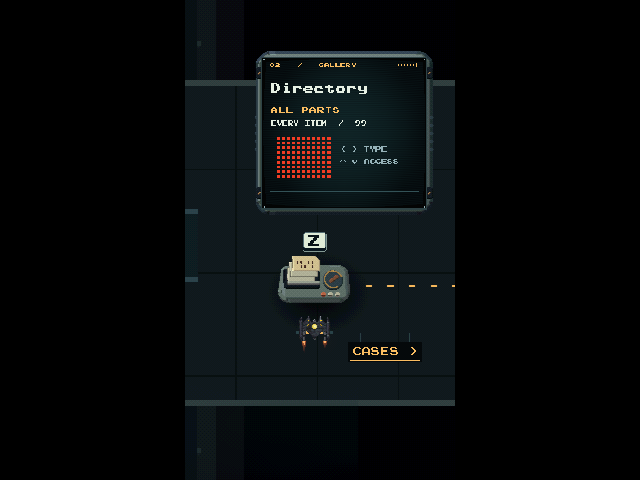 02 / GALLERY
Directory
ALL PARTS
EVERY ITEM / 99
< > TYPE
^ v ACCESS
Z
CASES >